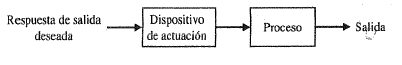 Respuesta de salida
deseada
Dispositivo
de actuación
Proceso
Salida